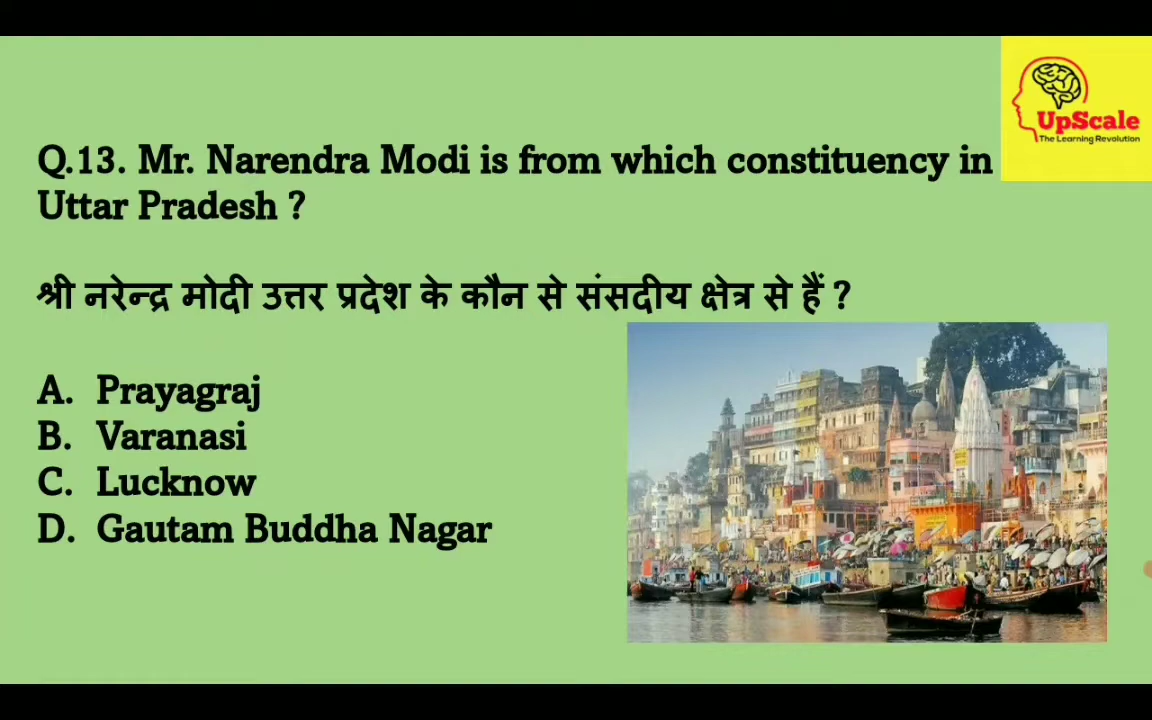 UpScale
The Learning Revolution
Q.13. Mr. Narendra Modi is from which constituency in
Uttar Pradesh ?
श्री नरेन्द्र मोदी उत्तर प्रदेश के कौन से संसदीय क्षेत्र से हैं ?
A. Prayagraj
B. Varanasi
C. Lucknow
D. Gautam Buddha Nagar